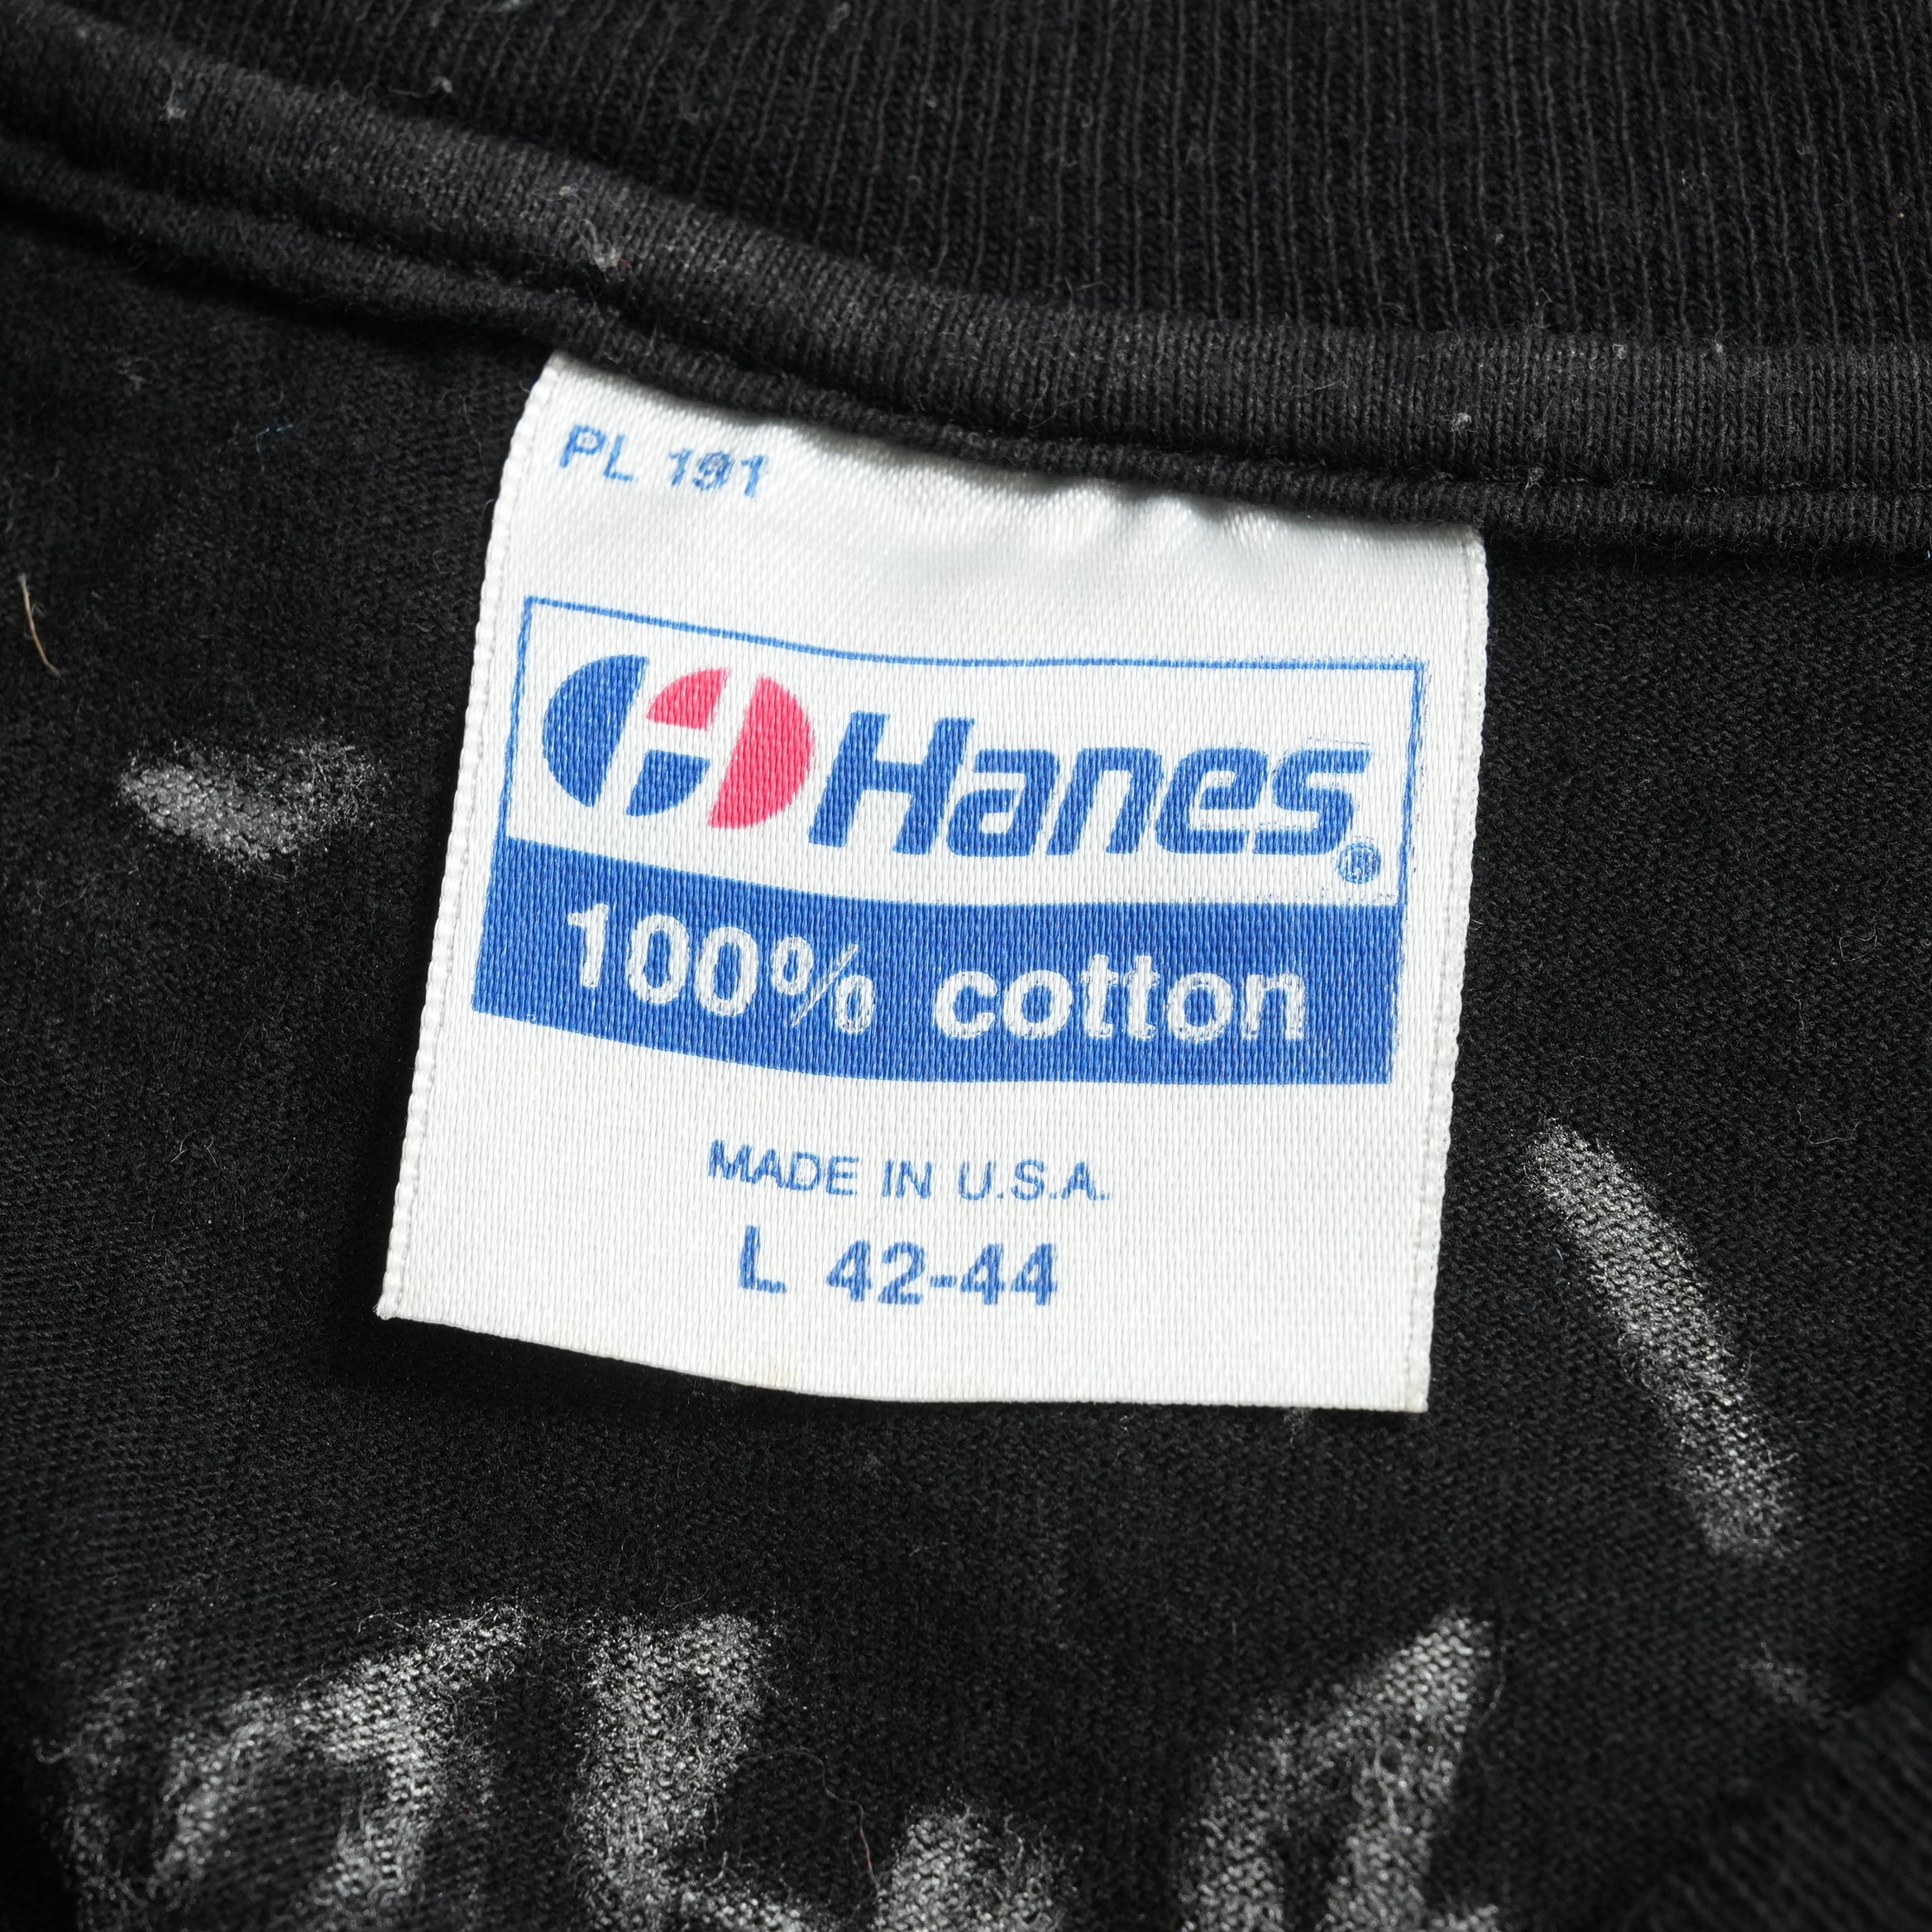 PL 191
Hanes®
100% cotton
MADE IN U.S.A.
L 42-44